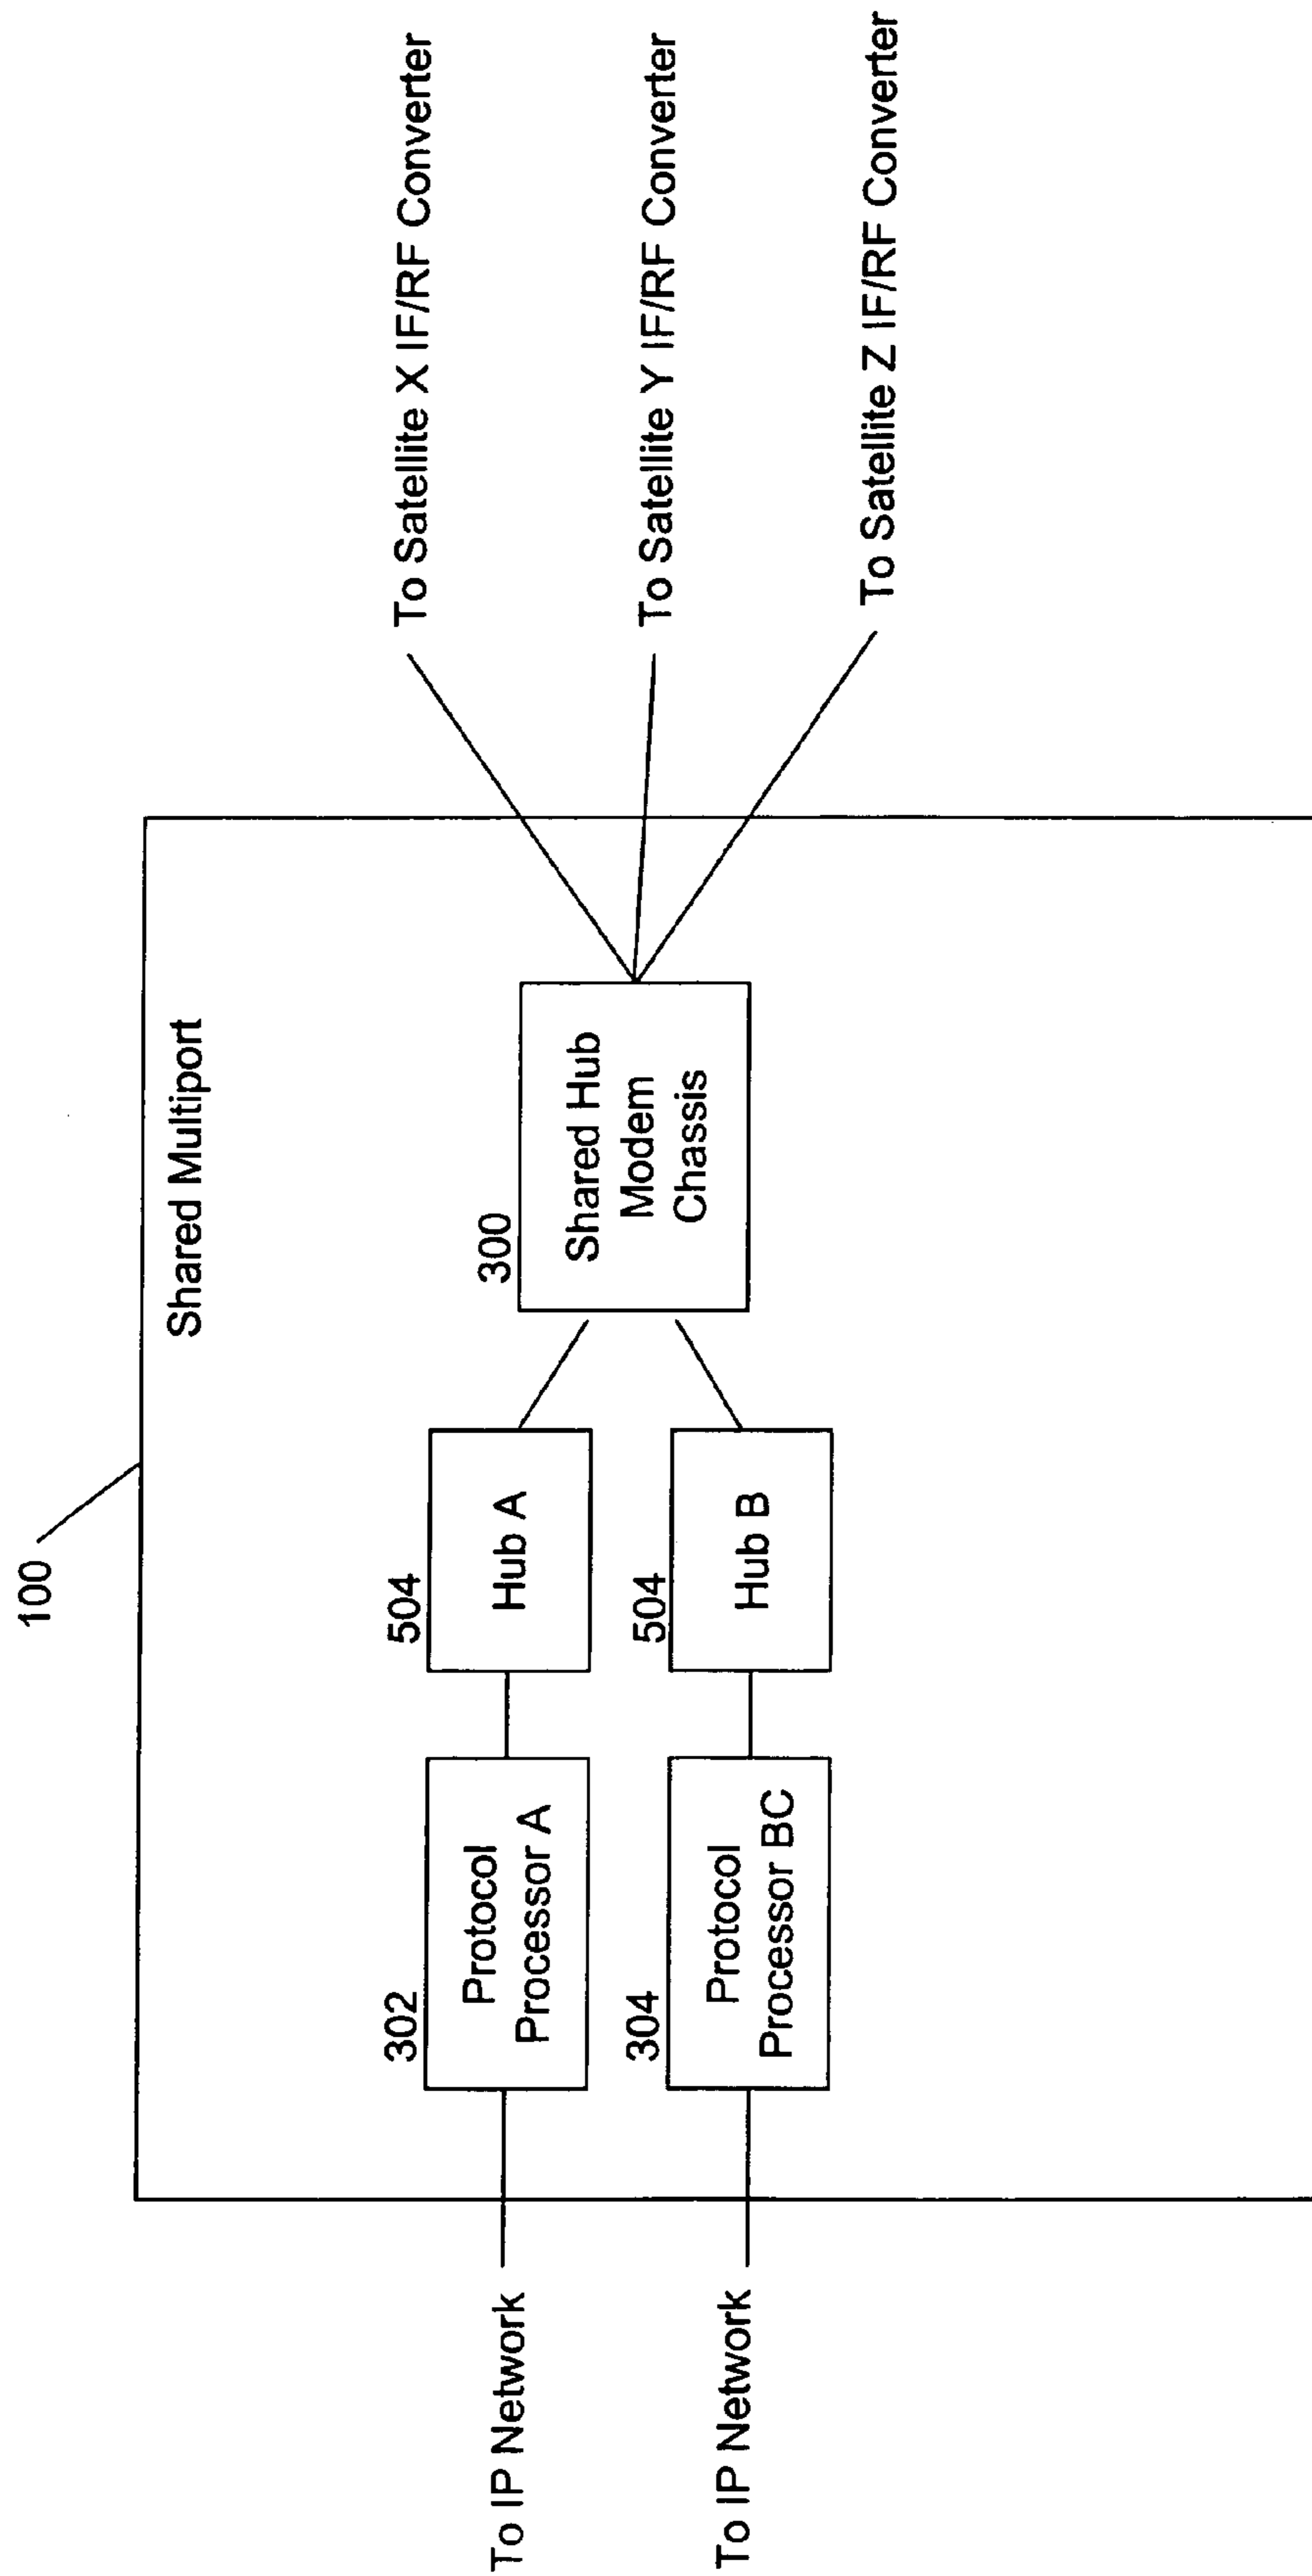 100
Shared Multiport
To IP Network
302
Protocol
Processor A
504
Hub A
300
Shared Hub
Modem
Chassis
To Satellite X IF/RF Converter
To IP Network
304
Protocol
Processor BC
504
Hub B
To Satellite Y IF/RF Converter
To Satellite Z IF/RF Converter